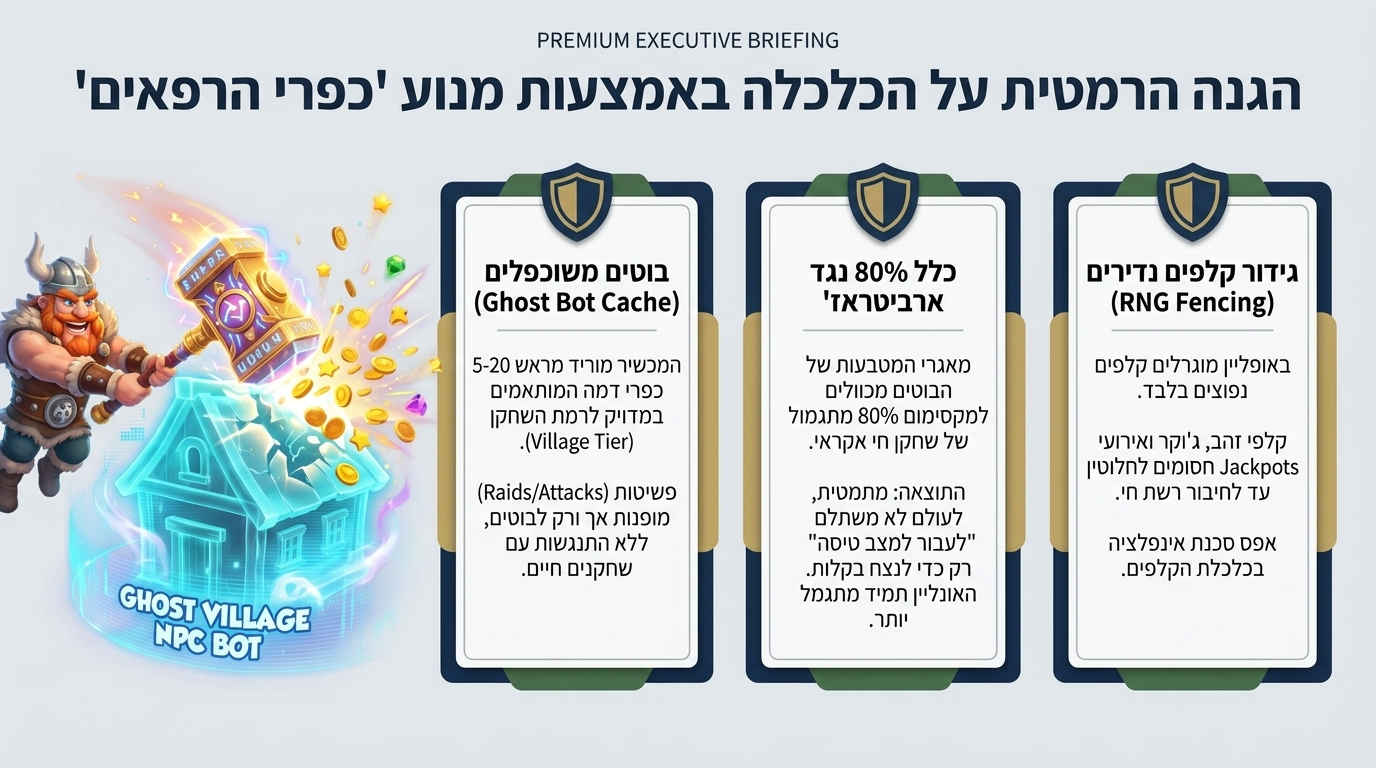 PREMIUM EXECUTIVE BRIEFING
הגנה הרמטית על הכלכלה באמצעות מנוע 'כפרי הרפאים'
גידור קלפים נדירים
(RNG Fencing)
באופליין מוגרלים קלפים
נפוצים בלבד.
קלפי זהב, ג'וקר ואירועי
Jackpots חסומים לחלוטין
עד לחיבור רשת חי.
אפס סכנת אינפלציה
בכלכלת הקלפים.
כלל 80% נגד
ארביטראז'
מאגרי המטבעות של
הבוטים מכוולים
למקסימום 80% מתגמול
של שחקן חי אקראי.
התוצאה: מתמטית,
לעולם לא משתלם
"לעבור למצב טיסה"
רק כדי לנצח בקלות.
האונליין תמיד מתגמל
יותר.
בוטים משוכפלים
(Ghost Bot Cache)
המכשיר מוריד מראש 5-20
כפרי דמה המותאמים
במדויק לרמת השחקן
(Village Tier).
פשיטות (Raids/Attacks)
מופנות אך ורק לבוטים,
ללא התנגשות עם
שחקנים חיים.
GHOST VILLAGE
NPC BOT